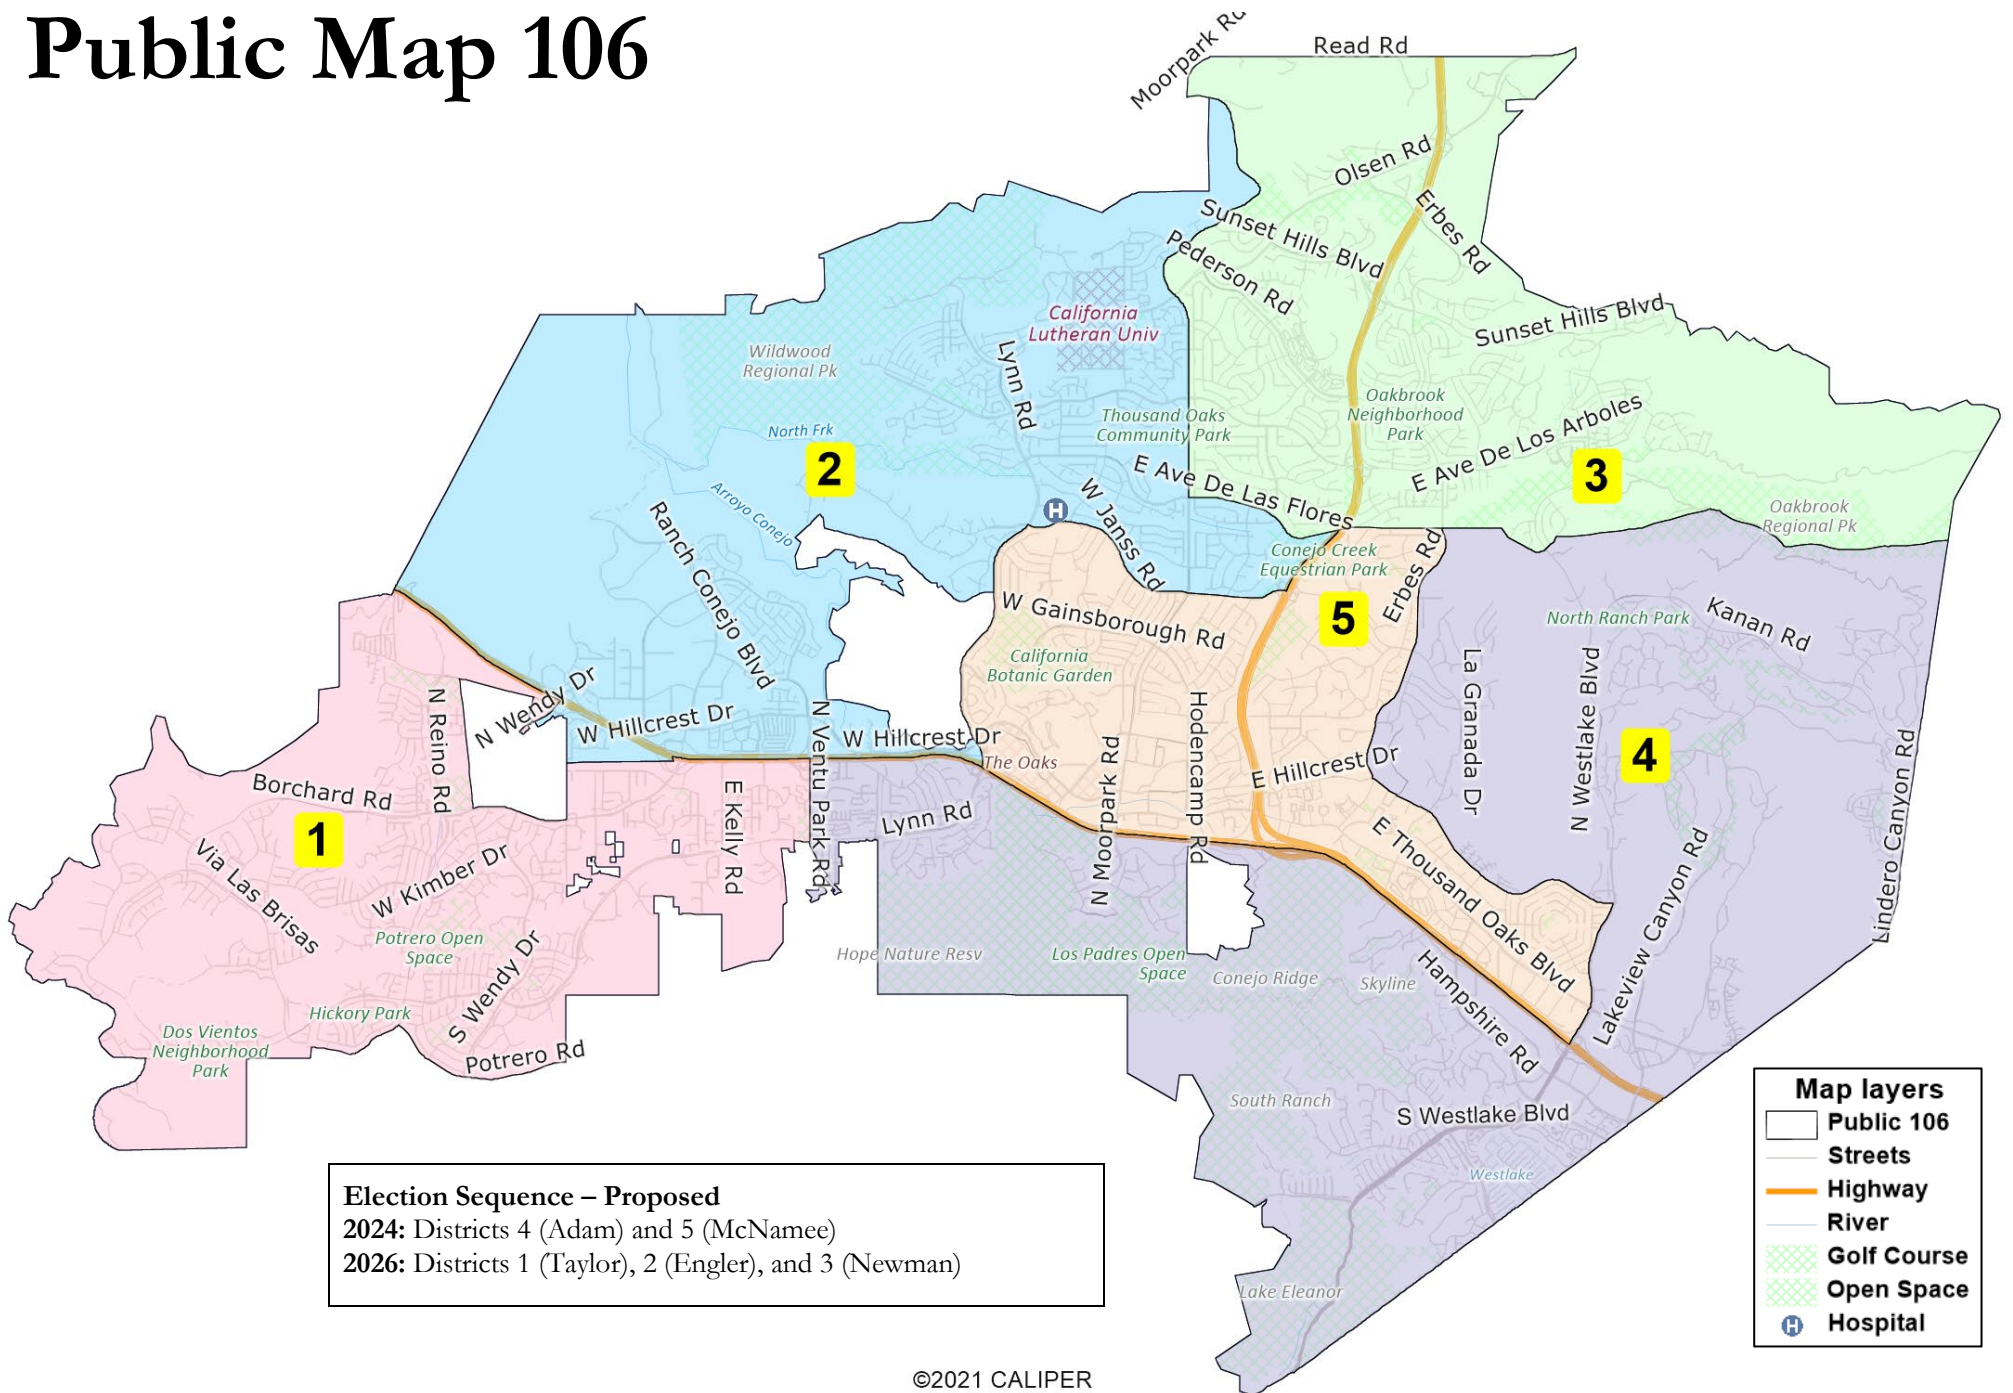 Public Map 106
Moorpark Rd
Read Rd
Olsen Rd
Erbes Rd
Sunset Hills Blvd
Pederson Rd
Sunset Hills Blvd
California
Lutheran Univ
Wildwood
Regional Pk
Lynn Rd
Oakbrook
Neighborhood
Park
Thousand Oaks
Community Park
North Frk
E Ave De Los Arboles
2
3
E Ave De Las Flores
Arroyo Conejo
H
W Janss Rd
Oakbrook
Regional Pk
Ranch Conejo Blvd
Conejo Creek
Equestrian Park
Erbes Rd
W Gainsborough Rd
5
North Ranch Park
Kanan Rd
California
Botanic Garden
La Granada Dr
N Westlake Blvd
N Reino Rd
N Wendy Dr
W Hillcrest Dr
N Ventu Park Rd
W Hillcrest Dr
The Oaks
N Moorpark Rd
Hodencamp Rd
E Hillcrest Dr
4
Lindero Canyon Rd
Borchard Rd
1
E Kelly Rd
Lynn Rd
Via Las Brisas
W Kimber Dr
E Thousand Oaks Blvd
Lakeview Canyon Rd
Potrero Open
Space
S Wendy Dr
Hope Nature Resv
Los Padres Open
Space
Conejo Ridge
Skyline
Hampshire Rd
Hickory Park
Dos Vientos
Neighborhood
Park
Potrero Rd
South Ranch
S Westlake Blvd
Westlake
Lake Eleanor
Map layers
Public 106
Streets
Highway
River
Golf Course
Open Space
H Hospital
Election Sequence – Proposed
2024: Districts 4 (Adam) and 5 (McNamee)
2026: Districts 1 (Taylor), 2 (Engler), and 3 (Newman)
©2021 CALIPER